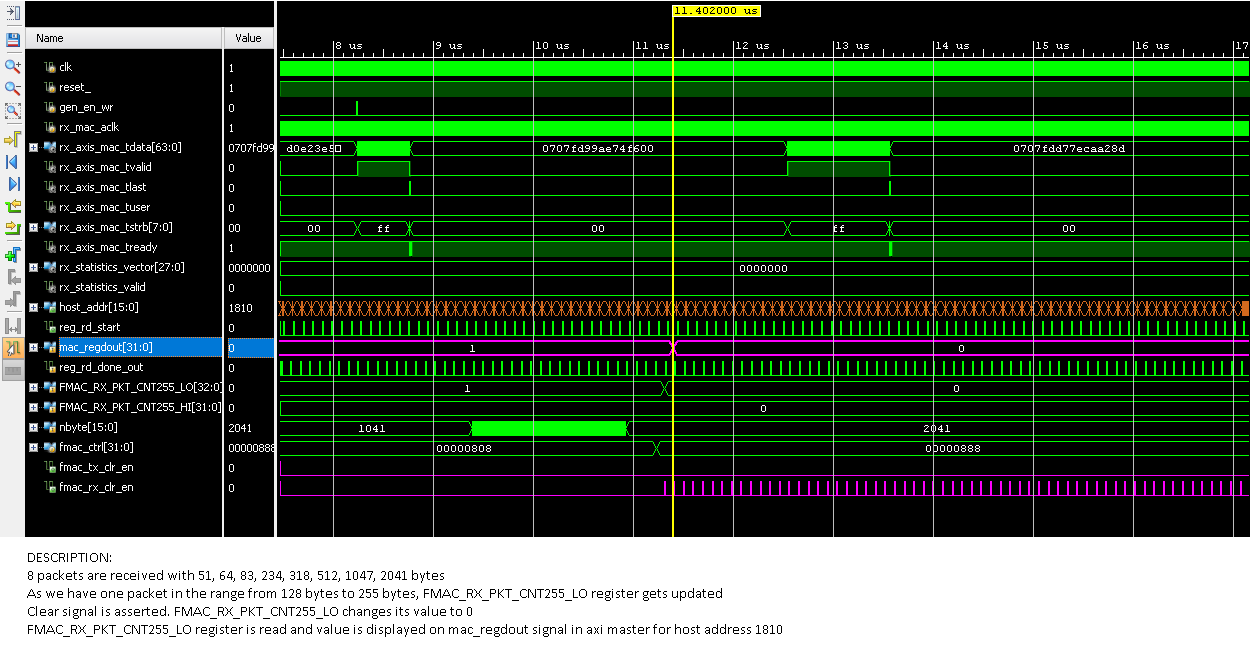 11.402000 us
Name Value
8 us 9 us 10 us 11 us 12 us 13 us 14 us 15 us 16 us 17
clk 1
reset_ 1
gen_en_wr 0
rx_mac_aclk 1
rx_axis_mac_tdata[63:0] 0707fd99 d0e23e5 0707fd99ae74f600 0707fdd77ecaa28d
rx_axis_mac_tvalid 0
rx_axis_mac_tlast 0
rx_axis_mac_tuser 0
rx_axis_mac_tstrb[7:0] 00 00 ff 00 ff 00
rx_axis_mac_tready 1
rx_statistics_vector[27:0] 0000000 0000000
rx_statistics_valid 0
host_addr[15:0] 1810
reg_rd_start 0
mac_regdout[31:0] 0 1 0
reg_rd_done_out 0
FMAC_RX_PKT_CNT255_LO[32:0] 0 1 0
FMAC_RX_PKT_CNT255_HI[31:0] 0 0
nbyte[15:0] 2041 1041 2041
fmac_ctrl[31:0] 00000888 00000808 00000888
fmac_tx_clr_en 0
fmac_rx_clr_en 0
DESCRIPTION:
8 packets are received with 51, 64, 83, 234, 318, 512, 1047, 2041 bytes
As we have one packet in the range from 128 bytes to 255 bytes, FMAC_RX_PKT_CNT255_LO register gets updated
Clear signal is asserted. FMAC_RX_PKT_CNT255_LO changes its value to 0
FMAC_RX_PKT_CNT255_LO register is read and value is displayed on mac_regdout signal in axi master for host address 1810